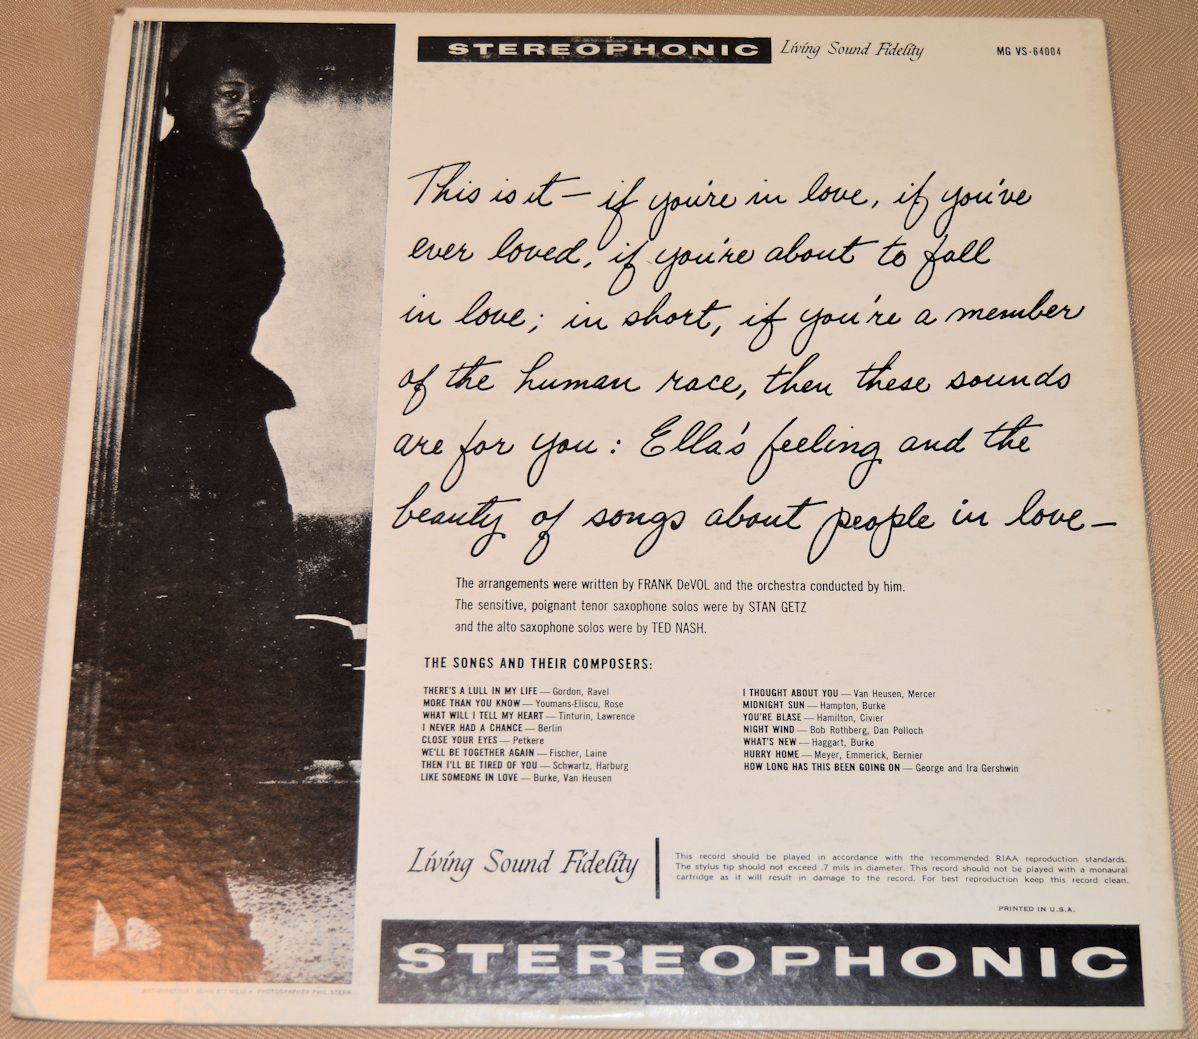 STEREOPHONIC Living Sound Fidelity MG VS-64004
This is it — if you're in love, if you've
ever loved, if you're about to fall
in love; in short, if you're a member
of the human race, then these sounds
are for you: Ella's feeling and the
beauty of songs about people in love —
The arrangements were written by FRANK DeVOL and the orchestra conducted by him.
The sensitive, poignant tenor saxophone solos were by STAN GETZ
and the alto saxophone solos were by TED NASH.
THE SONGS AND THEIR COMPOSERS:
THERE'S A LULL IN MY LIFE — Gordon, Ravel
MORE THAN YOU KNOW — Youmans-Eliscu, Rose
WHAT WILL I TELL MY HEART — Tinturin, Lawrence
I NEVER HAD A CHANCE — Berlin
CLOSE YOUR EYES — Petkere
WE'LL BE TOGETHER AGAIN — Fischer, Laine
THEN I'LL BE TIRED OF YOU — Schwartz, Harburg
LIKE SOMEONE IN LOVE — Burke, Van Heusen
I THOUGHT ABOUT YOU — Van Heusen, Mercer
MIDNIGHT SUN — Hampton, Burke
YOU'RE BLASE — Hamilton, Civier
NIGHT WIND — Bob Rothberg, Dan Polloch
WHAT'S NEW — Haggart, Burke
HURRY HOME — Meyer, Emmerick, Bernier
HOW LONG HAS THIS BEEN GOING ON — George and Ira Gershwin
Living Sound Fidelity
This record should be played in accordance with the recommended RIAA reproduction standards.
The stylus tip should not exceed .7 mils in diameter. This record should not be played with a monaural
cartridge as it will result in damage to the record. For best reproduction keep this record clean.
PRINTED IN U.S.A.
STEREOPHONIC
PHOTOGRAPHER PHIL STERN